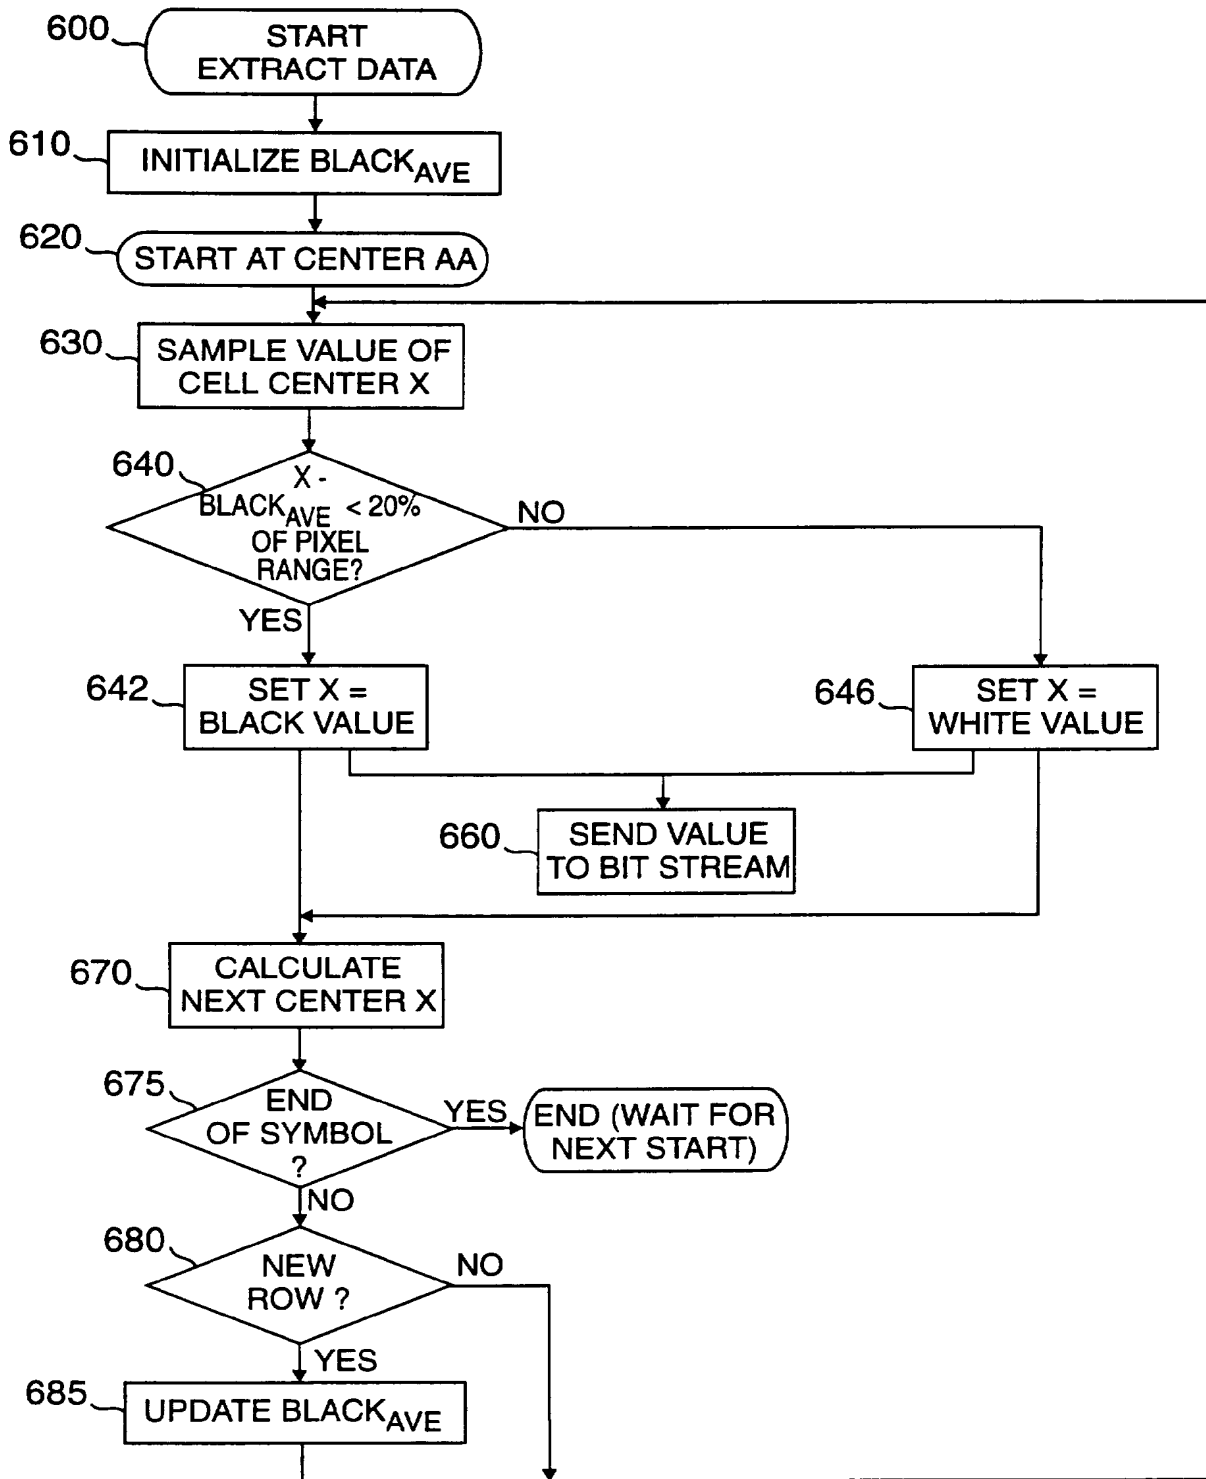 600
START
EXTRACT DATA
610
INITIALIZE BLACKAVE
620
START AT CENTER AA
630
SAMPLE VALUE OF
CELL CENTER X
640
X -
BLACKAVE < 20%
OF PIXEL
RANGE?
NO
YES
642
SET X =
BLACK VALUE
646
SET X =
WHITE VALUE
660
SEND VALUE
TO BIT STREAM
670
CALCULATE
NEXT CENTER X
675
END
OF SYMBOL
?
YES
END (WAIT FOR
NEXT START)
NO
680
NEW
ROW ?
NO
YES
685
UPDATE BLACKAVE